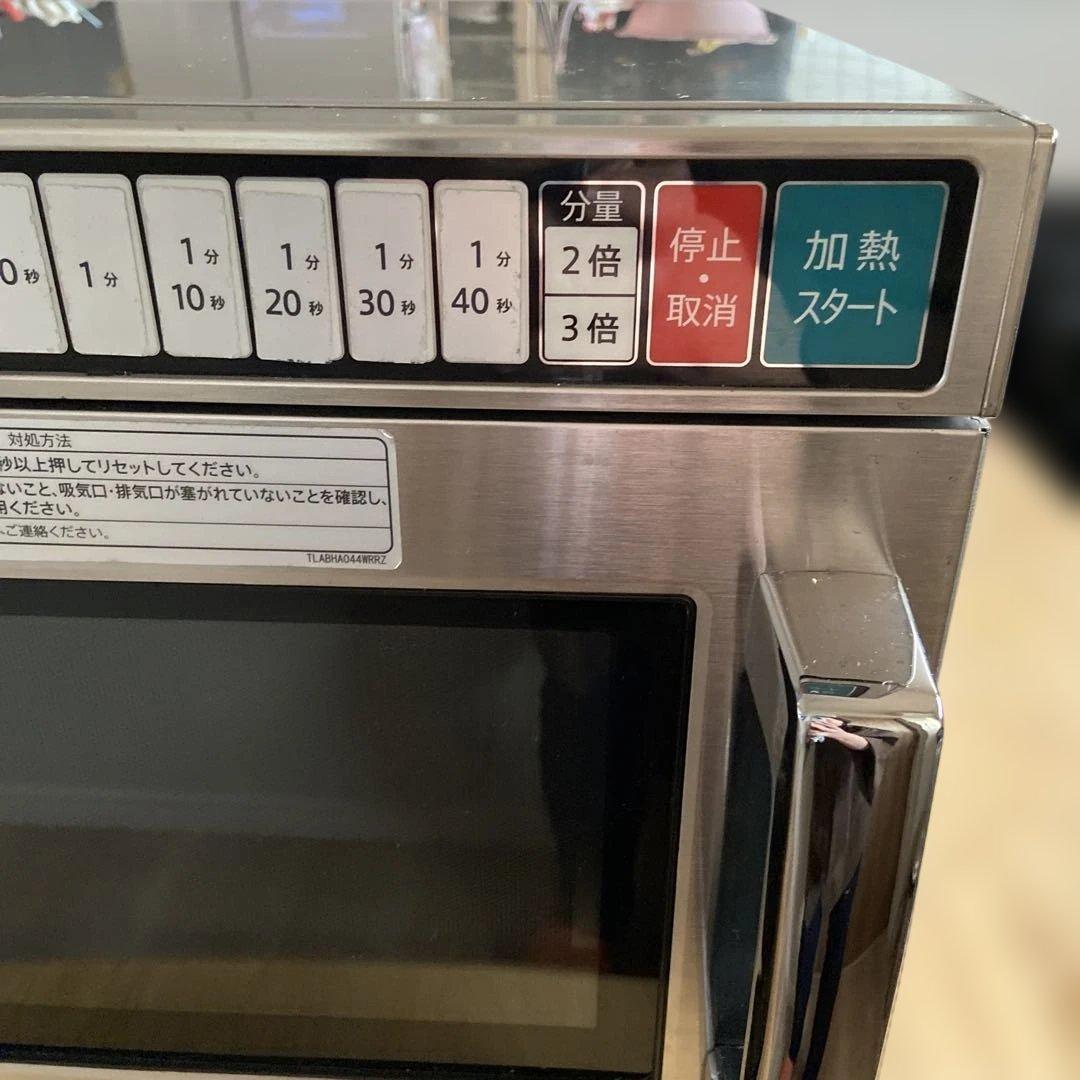 0秒
1分
1分
10秒
1分
20秒
1分
30秒
1分
40秒
分量
2倍
3倍
停止
・
取消
加熱
スタート
対処方法
秒以上押してリセットしてください。
ないこと、吸気口・排気口が塞がれていないことを確認し、
用ください。
ご連絡ください。
TLABHA044WRRZ